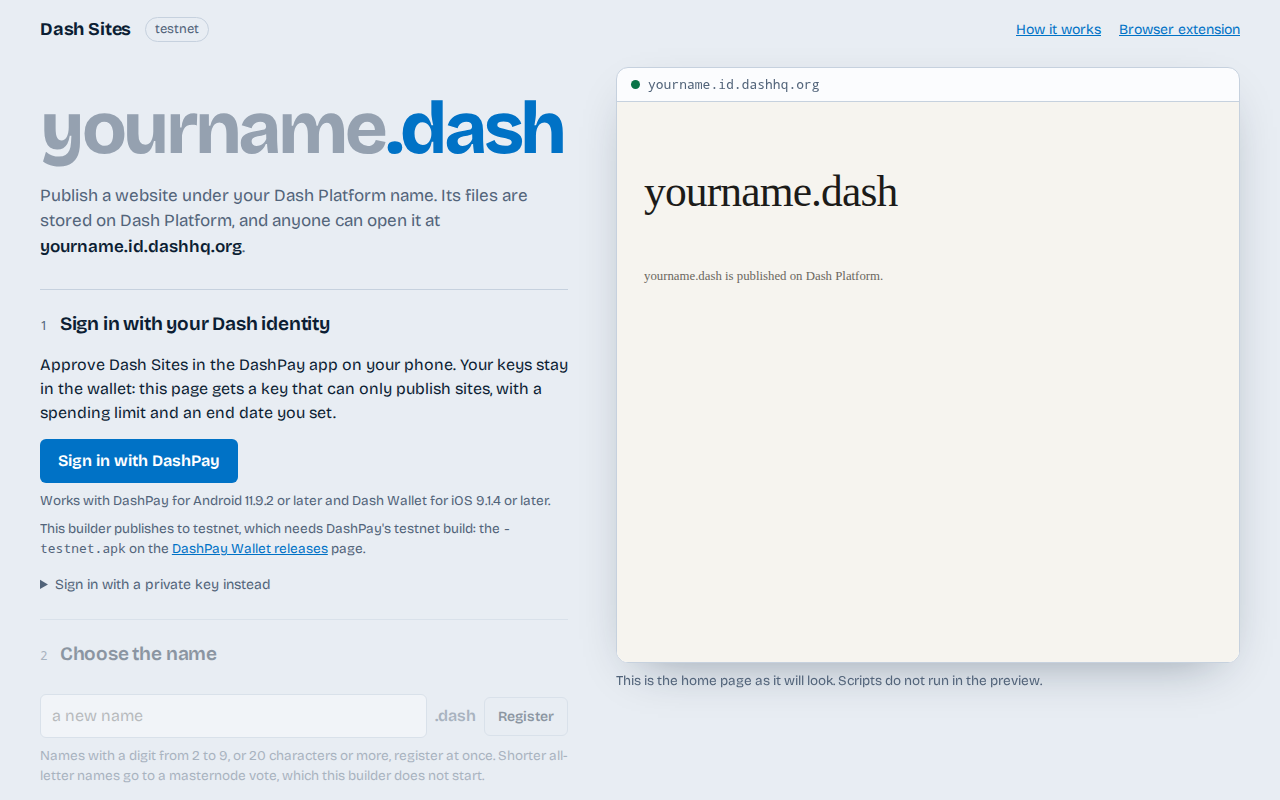 Dash Sites testnet How it works Browser extension
yourname.dash
Publish a website under your Dash Platform name. Its files are
stored on Dash Platform, and anyone can open it at
yourname.id.dashhq.org.
1 Sign in with your Dash identity
Approve Dash Sites in the DashPay app on your phone. Your keys stay
in the wallet: this page gets a key that can only publish sites, with a
spending limit and an end date you set.
Sign in with DashPay
Works with DashPay for Android 11.9.2 or later and Dash Wallet for iOS 9.1.4 or later.
This builder publishes to testnet, which needs DashPay's testnet build: the -
testnet.apk on the DashPay Wallet releases page.
Sign in with a private key instead
2 Choose the name
a new name .dash Register
Names with a digit from 2 to 9, or 20 characters or more, register at once. Shorter all-
letter names go to a masternode vote, which this builder does not start.
yourname.id.dashhq.org
yourname.dash
yourname.dash is published on Dash Platform.
This is the home page as it will look. Scripts do not run in the preview.